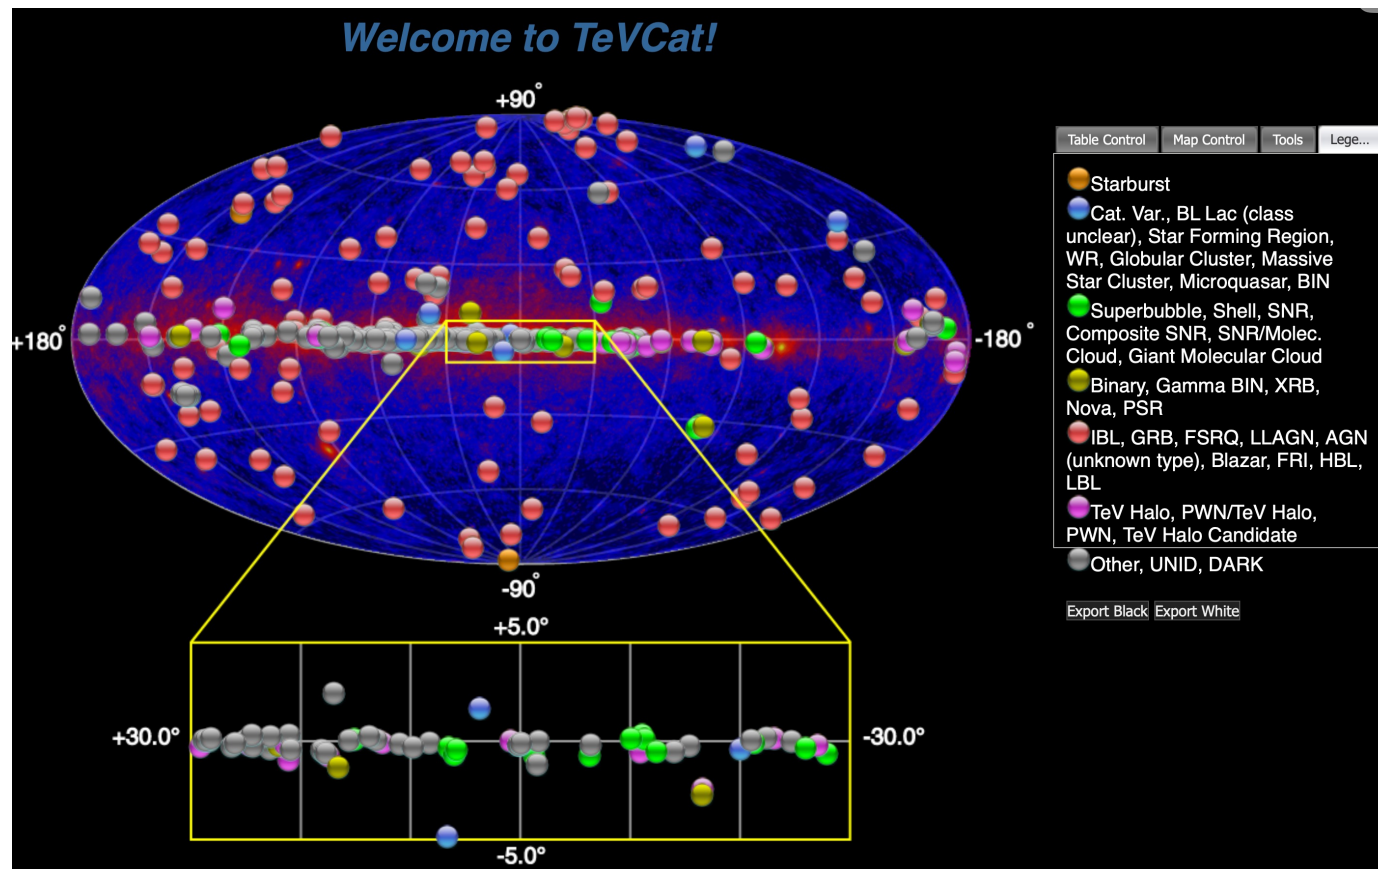 Welcome to TeVCat!
+90°
+180°
-180°
-90°
+5.0°
+30.0°
-30.0°
-5.0°
Table Control
Map Control
Tools
Lege...
Starburst
Cat. Var., BL Lac (class
unclear), Star Forming Region,
WR, Globular Cluster, Massive
Star Cluster, Microquasar, BIN
Superbubble, Shell, SNR,
Composite SNR, SNR/Molec.
Cloud, Giant Molecular Cloud
Binary, Gamma BIN, XRB,
Nova, PSR
IBL, GRB, FSRQ, LLAGN, AGN
(unknown type), Blazar, FRI, HBL,
LBL
TeV Halo, PWN/TeV Halo,
PWN, TeV Halo Candidate
Other, UNID, DARK
Export Black
Export White